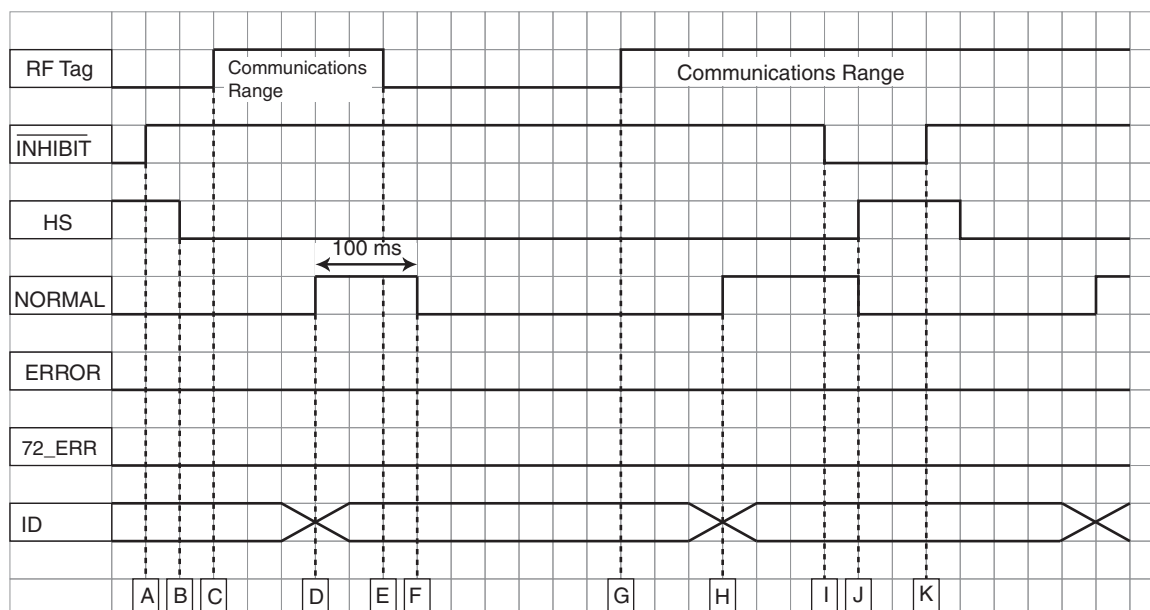 RF Tag
Communications
Range
Communications Range
INHIBIT
HS
100 ms
NORMAL
ERROR
72_ERR
ID
A B C D E F G H I J K